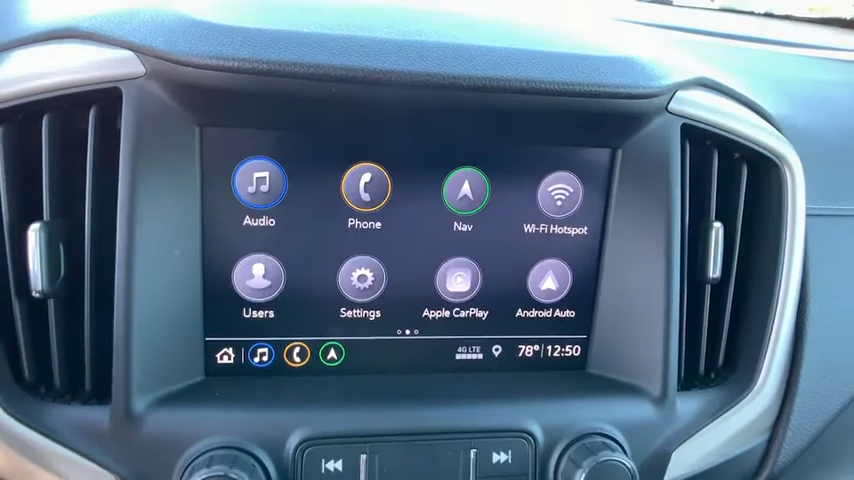 Audio Phone Nav Wi-Fi Hotspot
Users Settings Apple CarPlay Android Auto
4G LTE 78° 12:50